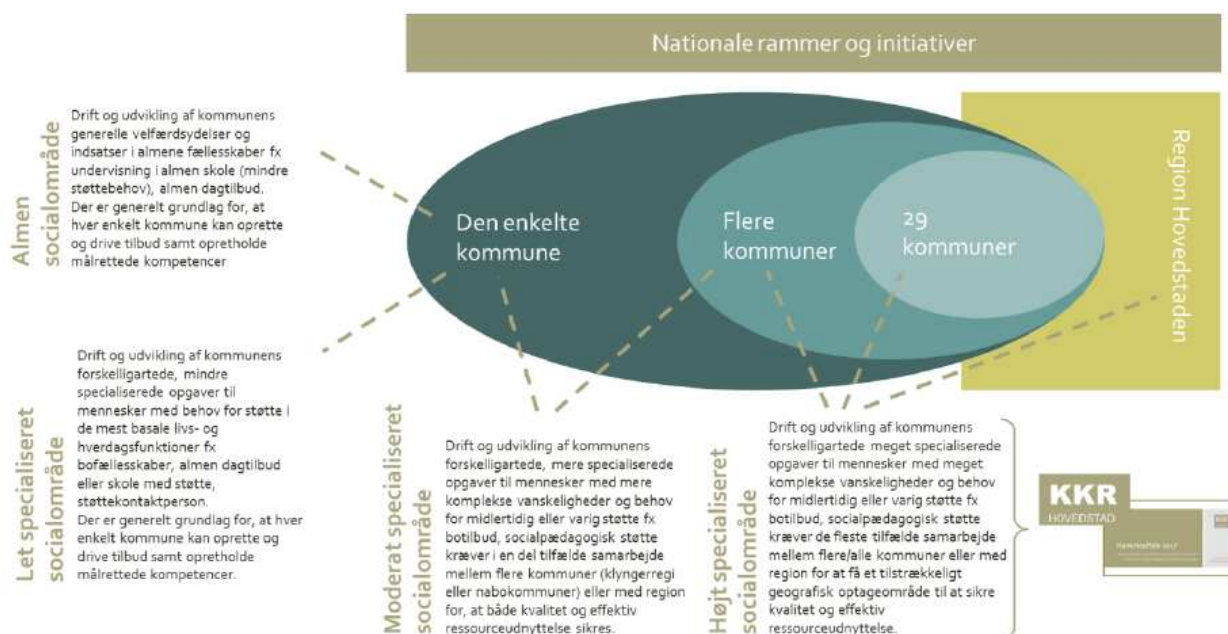 Nationale rammer og initiativer
Almen
socialområde
Drift og udvikling af kommunens
generelle velfærdsydelser og
indsatser i almene fællesskaber fx
undervisning i almen skole (mindre
støttebehov), almen dagtilbud.
Der er generelt grundlag for, at
hver enkelt kommune kan oprette
og drive tilbud samt opretholde
målrettede kompetencer
Den enkelte
kommune
Flere
kommuner
29
kommuner
Region Hovedstaden
Let specialiseret
socialområde
Drift og udvikling af kommunens
forskelligartede, mindre
specialiserede opgaver til
mennesker med behov for støtte i
de mest basale livs- og
hverdagsfunktioner fx
bofællesskaber, almen dagtilbud
eller skole med støtte,
støttekontaktperson.
Der er generelt grundlag for, at hver
enkelt kommune kan oprette og
drive tilbud samt opretholde
målrettede kompetencer.
Moderat specialiseret
socialområde
Drift og udvikling af kommunens
forskelligartede, mere specialiserede
opgaver til mennesker med mere
komplekse vanskeligheder og behov
for midlertidig eller varig støtte fx
botilbud, socialpædagogisk støtte
kræver i en del tilfælde samarbejde
mellem flere kommuner (klyngerregi
eller nabokommuner) eller med region
for, at både kvalitet og effektiv
ressourceudnyttelse sikres.
Højt specialiseret
socialområde
Drift og udvikling af kommunens
forskelligartede meget specialiserede
opgaver til mennesker med meget
komplekse vanskeligheder og behov
for midlertidig eller varig støtte fx
botilbud, socialpædagogisk støtte
kræver de fleste tilfælde samarbejde
mellem flere/alle kommuner eller med
region for at få et tilstrækkeligt
geografisk optageområde til at sikre
kvalitet og effektiv
ressourceudnyttelse.
KKR
HOVEDSTAD